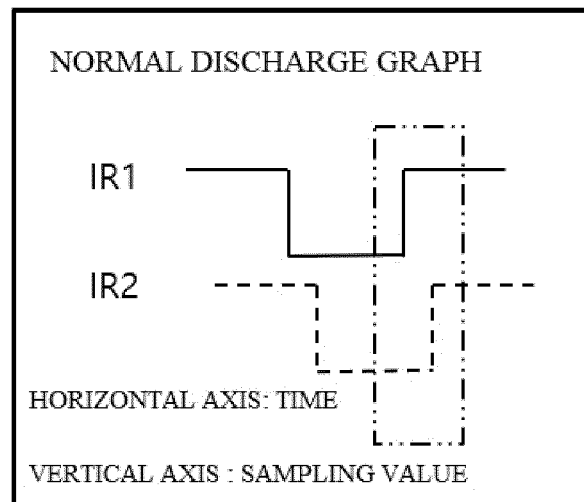 NORMAL DISCHARGE GRAPH
IR1
IR2
HORIZONTAL AXIS: TIME
VERTICAL AXIS : SAMPLING VALUE